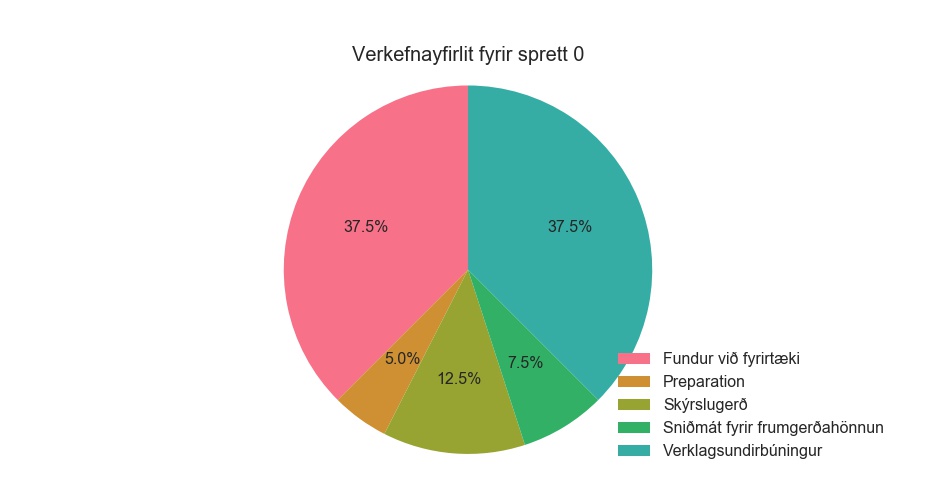 Verkefnayfirlit fyrir sprett 0
37.5%
37.5%
5.0%
12.5%
7.5%
Fundur við fyrirtæki
Preparation
Skýrslugerð
Sniðmát fyrir frumgerðahönnun
Verklagsundirbúningur